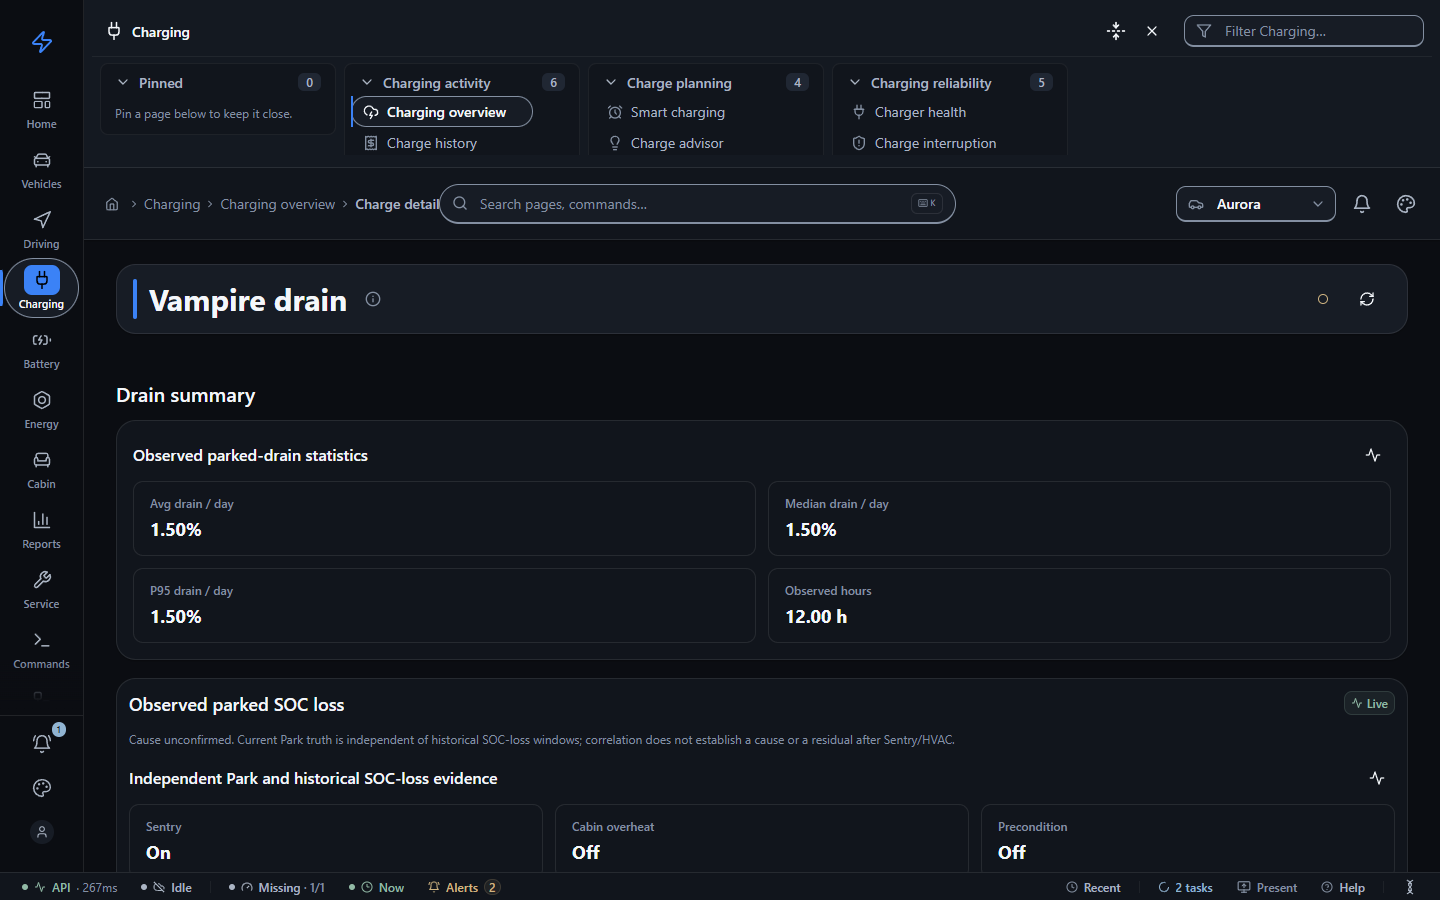 Charging
Filter Charging...
Home
Vehicles
Driving
Charging
Battery
Energy
Cabin
Reports
Service
Commands
1
Pinned 0
Pin a page below to keep it close.
Charging activity 6
Charging overview
Charge history
Charge planning 4
Smart charging
Charge advisor
Charging reliability 5
Charger health
Charge interruption
Charging > Charging overview > Charge detail
Search pages, commands... K
Aurora
Vampire drain
Drain summary
Observed parked-drain statistics
Avg drain / day
1.50%
Median drain / day
1.50%
P95 drain / day
1.50%
Observed hours
12.00 h
Observed parked SOC loss
Live
Cause unconfirmed. Current Park truth is independent of historical SOC-loss windows; correlation does not establish a cause or a residual after Sentry/HVAC.
Independent Park and historical SOC-loss evidence
Sentry
On
Cabin overheat
Off
Precondition
Off
API · 267ms
Idle
Missing · 1/1
Now
Alerts 2
Recent
2 tasks
Present
Help